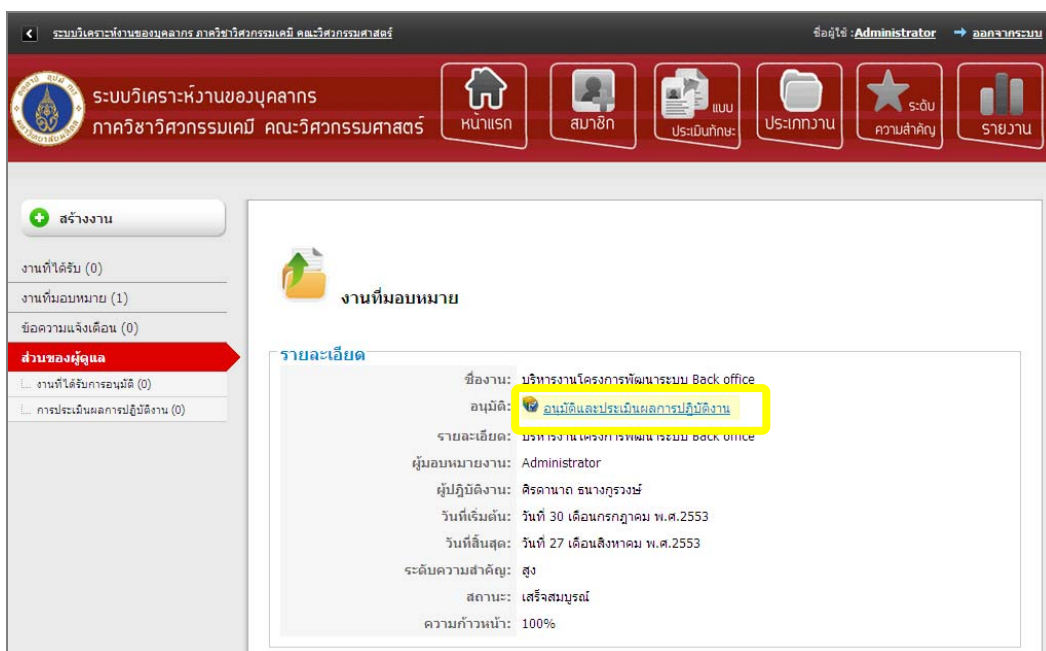 ระบบวิเคราะห์งานของบุคลากร ภาควิชาวิศวกรรมเคมี คณะวิศวกรรมศาสตร์
ชื่อผู้ใช้ :Administrator
ออกจากระบบ
ระบบวิเคราะห์งานของบุคลากร
ภาควิชาวิศวกรรมเคมี คณะวิศวกรรมศาสตร์
หน้าแรก
สมาชิก
แบบ
ประเมินทักษะ
ประเภทงาน
ระดับ
ความสำคัญ
รายงาน
สร้างงาน
งานที่ได้รับ (0)
งานที่มอบหมาย (1)
ข้อความแจ้งเตือน (0)
ส่วนของผู้ดูแล
งานที่ได้รับการอนุมัติ (0)
การประเมินผลการปฏิบัติงาน (0)
งานที่มอบหมาย
รายละเอียด
ชื่องาน: บริหารงานโครงการพัฒนาระบบ Back office
อนุมัติ: อนุมัติและประเมินผลการปฏิบัติงาน
รายละเอียด: บริหารงานโครงการพัฒนาระบบ Back office
ผู้มอบหมายงาน: Administrator
ผู้ปฏิบัติงาน: ศิรดานาถ ธนางกูรวงษ์
วันที่เริ่มต้น: วันที่ 30 เดือนกรกฎาคม พ.ศ.2553
วันที่สิ้นสุด: วันที่ 27 เดือนสิงหาคม พ.ศ.2553
ระดับความสำคัญ: สูง
สถานะ: เสร็จสมบูรณ์
ความก้าวหน้า: 100%